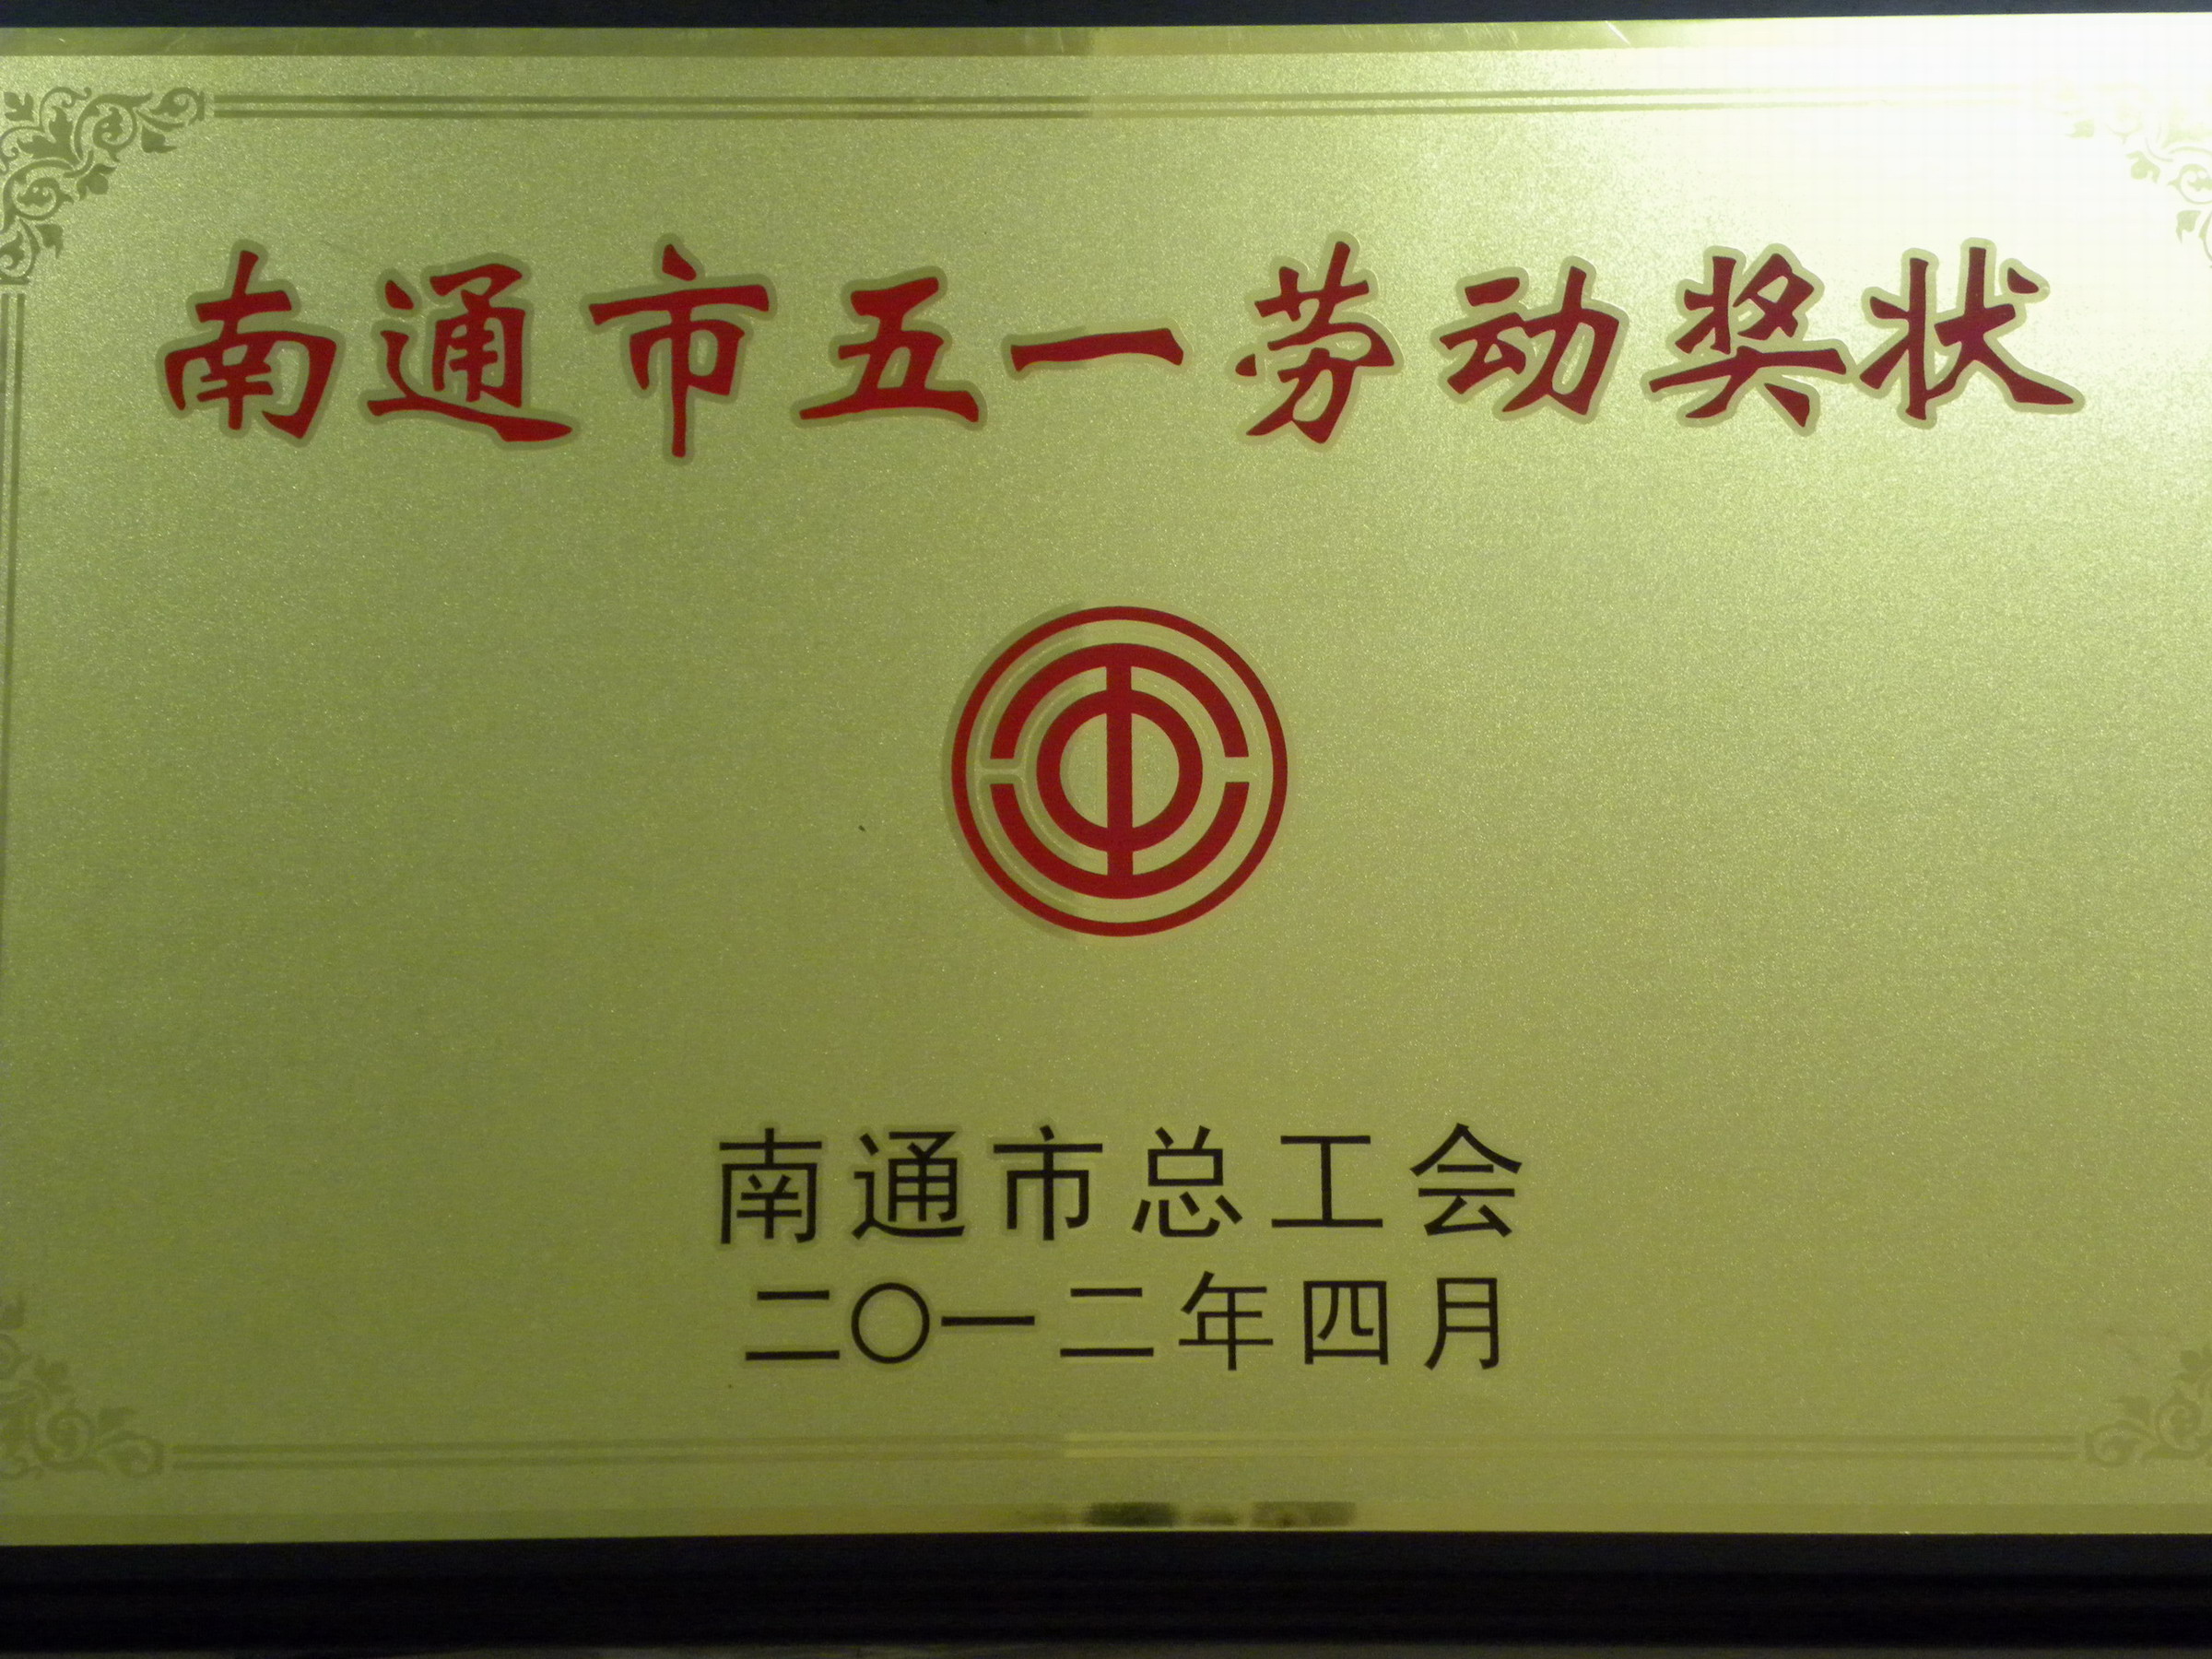 南通市五一劳动奖状
南通市总工会
二〇一二年四月